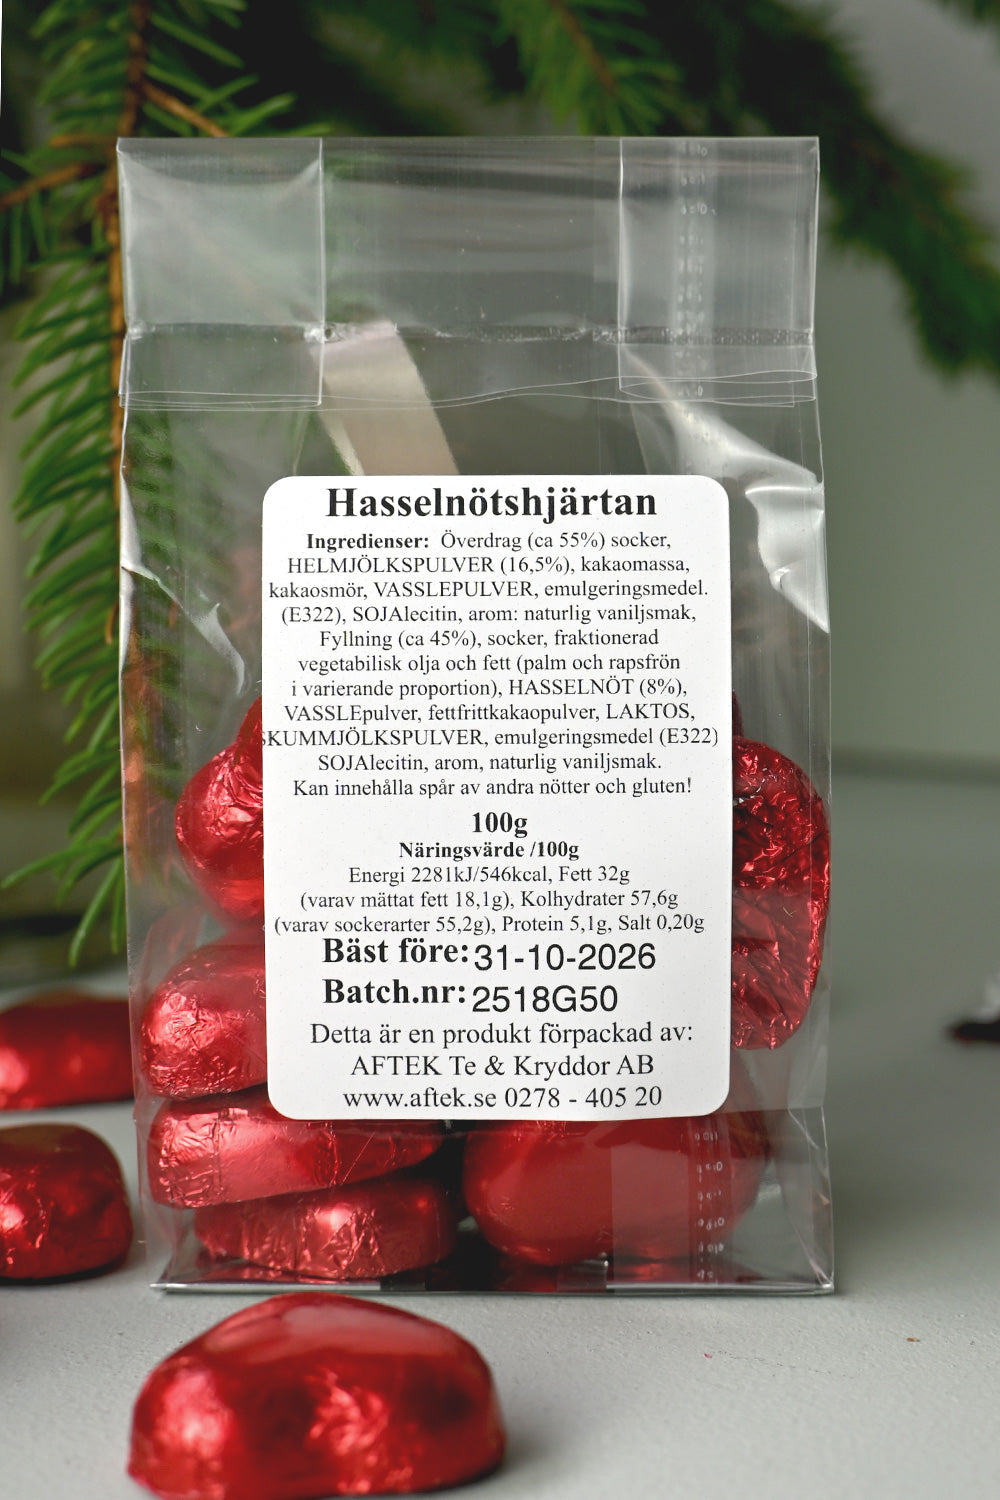 Hasselnötshjärtan
Ingredienser: Överdrag (ca 55%) socker,
HELMJÖLKSPULVER (16,5%), kakaomassa,
kakaosmör, VASSLEPULVER, emulgeringsmedel.
(E322), SOJAlecitin, arom: naturlig vaniljsmak,
Fyllning (ca 45%), socker, fraktionerad
vegetabilisk olja och fett (palm och rapsfrön
i varierande proportion), HASSELNÖT (8%),
VASSLEpulver, fettfrittkakaopulver, LAKTOS,
SKUMMJÖLKSPULVER, emulgeringsmedel (E322)
SOJAlecitin, arom, naturlig vaniljsmak.
Kan innehålla spår av andra nötter och gluten!
100g
Näringsvärde /100g
Energi 2281kJ/546kcal, Fett 32g
(varav mättat fett 18,1g), Kolhydrater 57,6g
(varav sockerarter 55,2g), Protein 5,1g, Salt 0,20g
Bäst före: 31-10-2026
Batch.nr: 2518G50
Detta är en produkt förpackad av:
AFTEK Te & Kryddor AB
www.aftek.se 0278 - 405 20